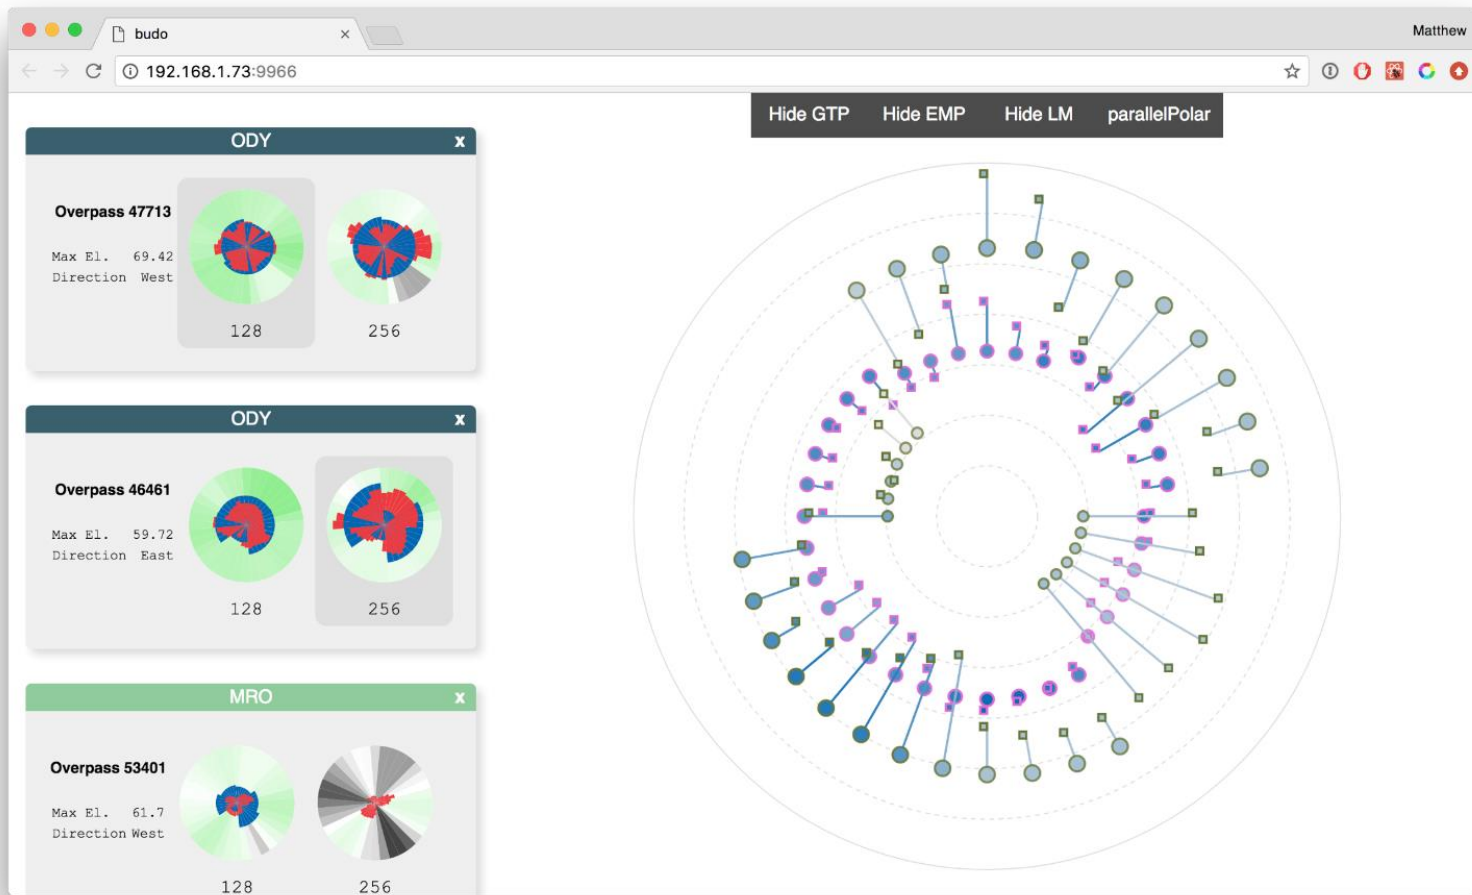 budo
Matthew
192.168.1.73:9966
Hide GTP Hide EMP Hide LM parallelPolar
ODY x
Overpass 47713
Max El. 69.42
Direction West
128 256
ODY x
Overpass 46461
Max El. 59.72
Direction East
128 256
MRO x
Overpass 53401
Max El. 61.7
Direction West
128 256